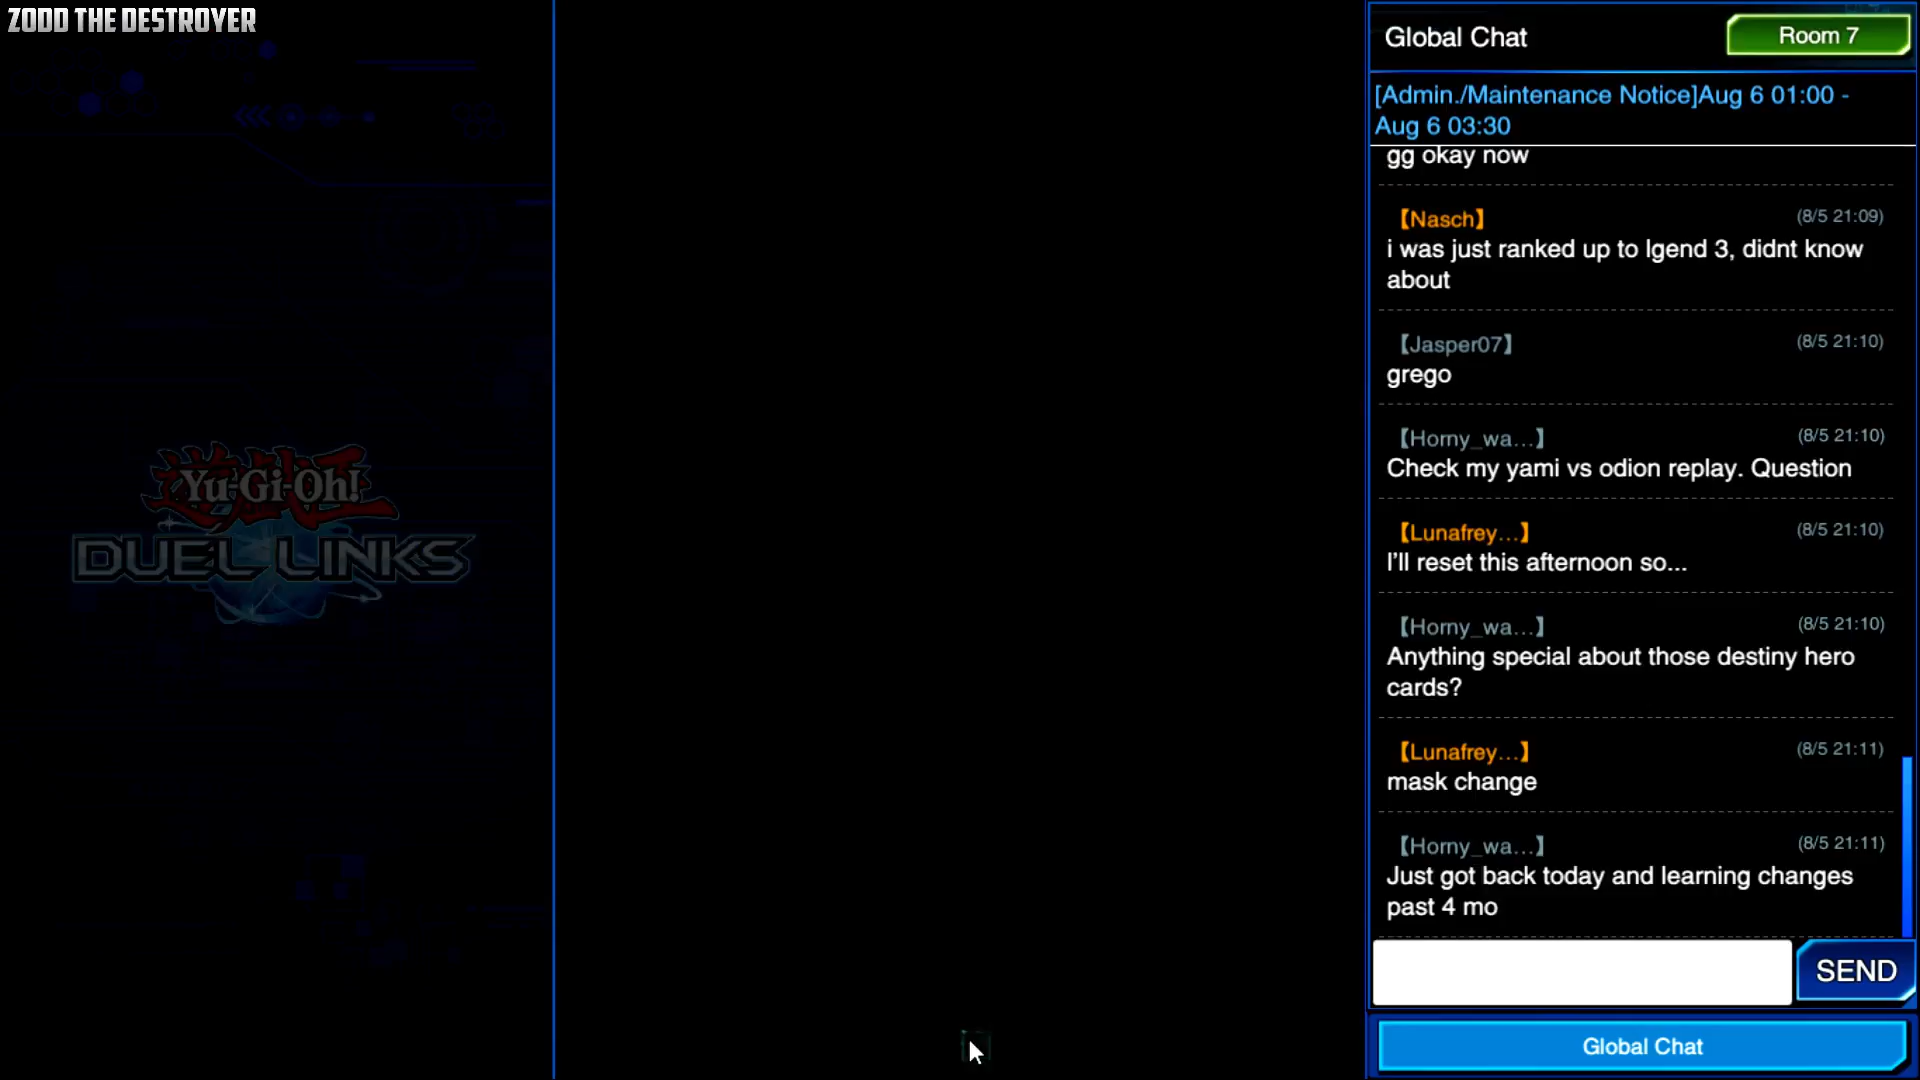 ZODD THE DESTROYER
遊戯王
Yu-Gi-Oh!
DUEL LINKS
Global Chat
Room 7
[Admin./Maintenance Notice]Aug 6 01:00 -
Aug 6 03:30
gg okay now
【Nasch】 (8/5 21:09)
i was just ranked up to lgend 3, didnt know
about
【Jasper07】 (8/5 21:10)
grego
【Horny_wa...】 (8/5 21:10)
Check my yami vs odion replay. Question
【Lunafrey...】 (8/5 21:10)
I'll reset this afternoon so...
【Horny_wa...】 (8/5 21:10)
Anything special about those destiny hero
cards?
【Lunafrey...】 (8/5 21:11)
mask change
【Horny_wa...】 (8/5 21:11)
Just got back today and learning changes
past 4 mo
SEND
Global Chat